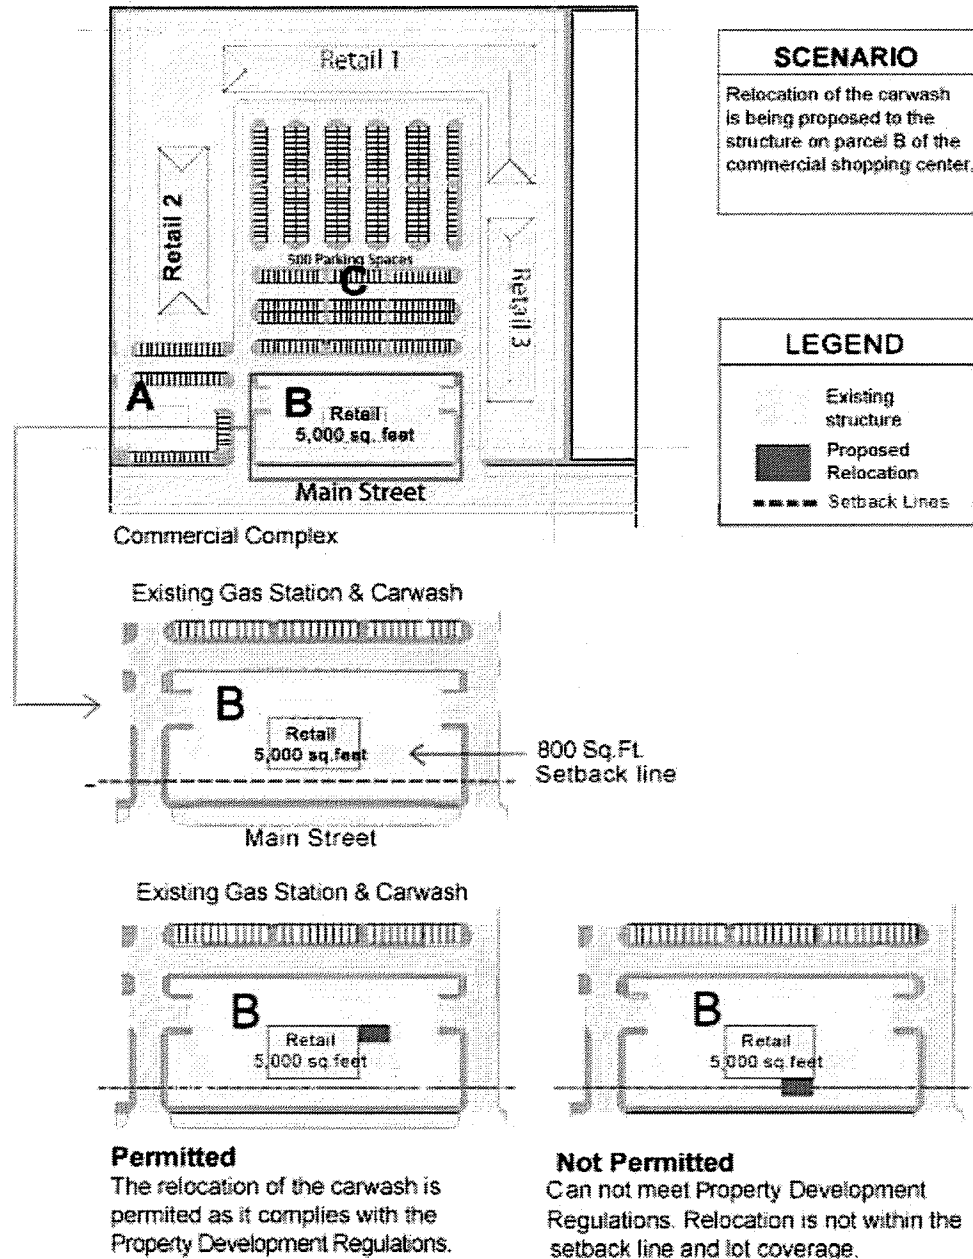 Retail 1
Retail 2
500 Parking Spaces
C
Retail 3
A
B
Retail
5,000 sq. feet
Main Street
Commercial Complex
SCENARIO
Relocation of the carwash
is being proposed to the
structure on parcel B of the
commercial shopping center.
LEGEND
Existing
structure
Proposed
Relocation
Setback Lines
Existing Gas Station & Carwash
B
Retail
5,000 sq.feet
800 Sq.Ft.
Setback line
Main Street
Existing Gas Station & Carwash
B
Retail
5,000 sq.feet
B
Retail
5,000 sq.feet
Permitted
The relocation of the carwash is
permited as it complies with the
Property Development Regulations.
Not Permitted
Can not meet Property Development
Regulations. Relocation is not within the
setback line and lot coverage.